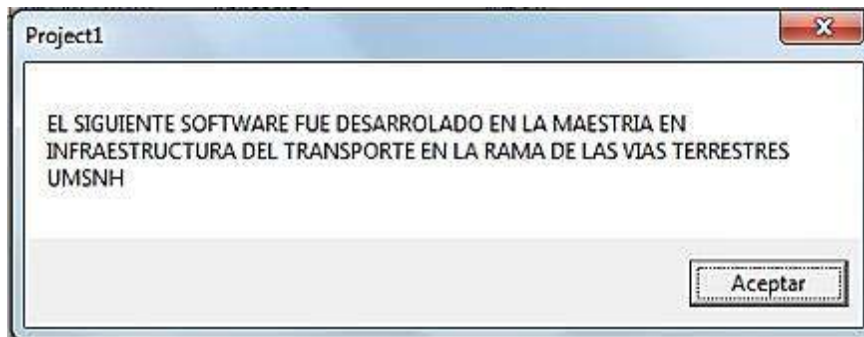 Project1
EL SIGUIENTE SOFTWARE FUE DESARROLADO EN LA MAESTRIA EN
INFRAESTRUCTURA DEL TRANSPORTE EN LA RAMA DE LAS VIAS TERRESTRES
UMSNH
Aceptar